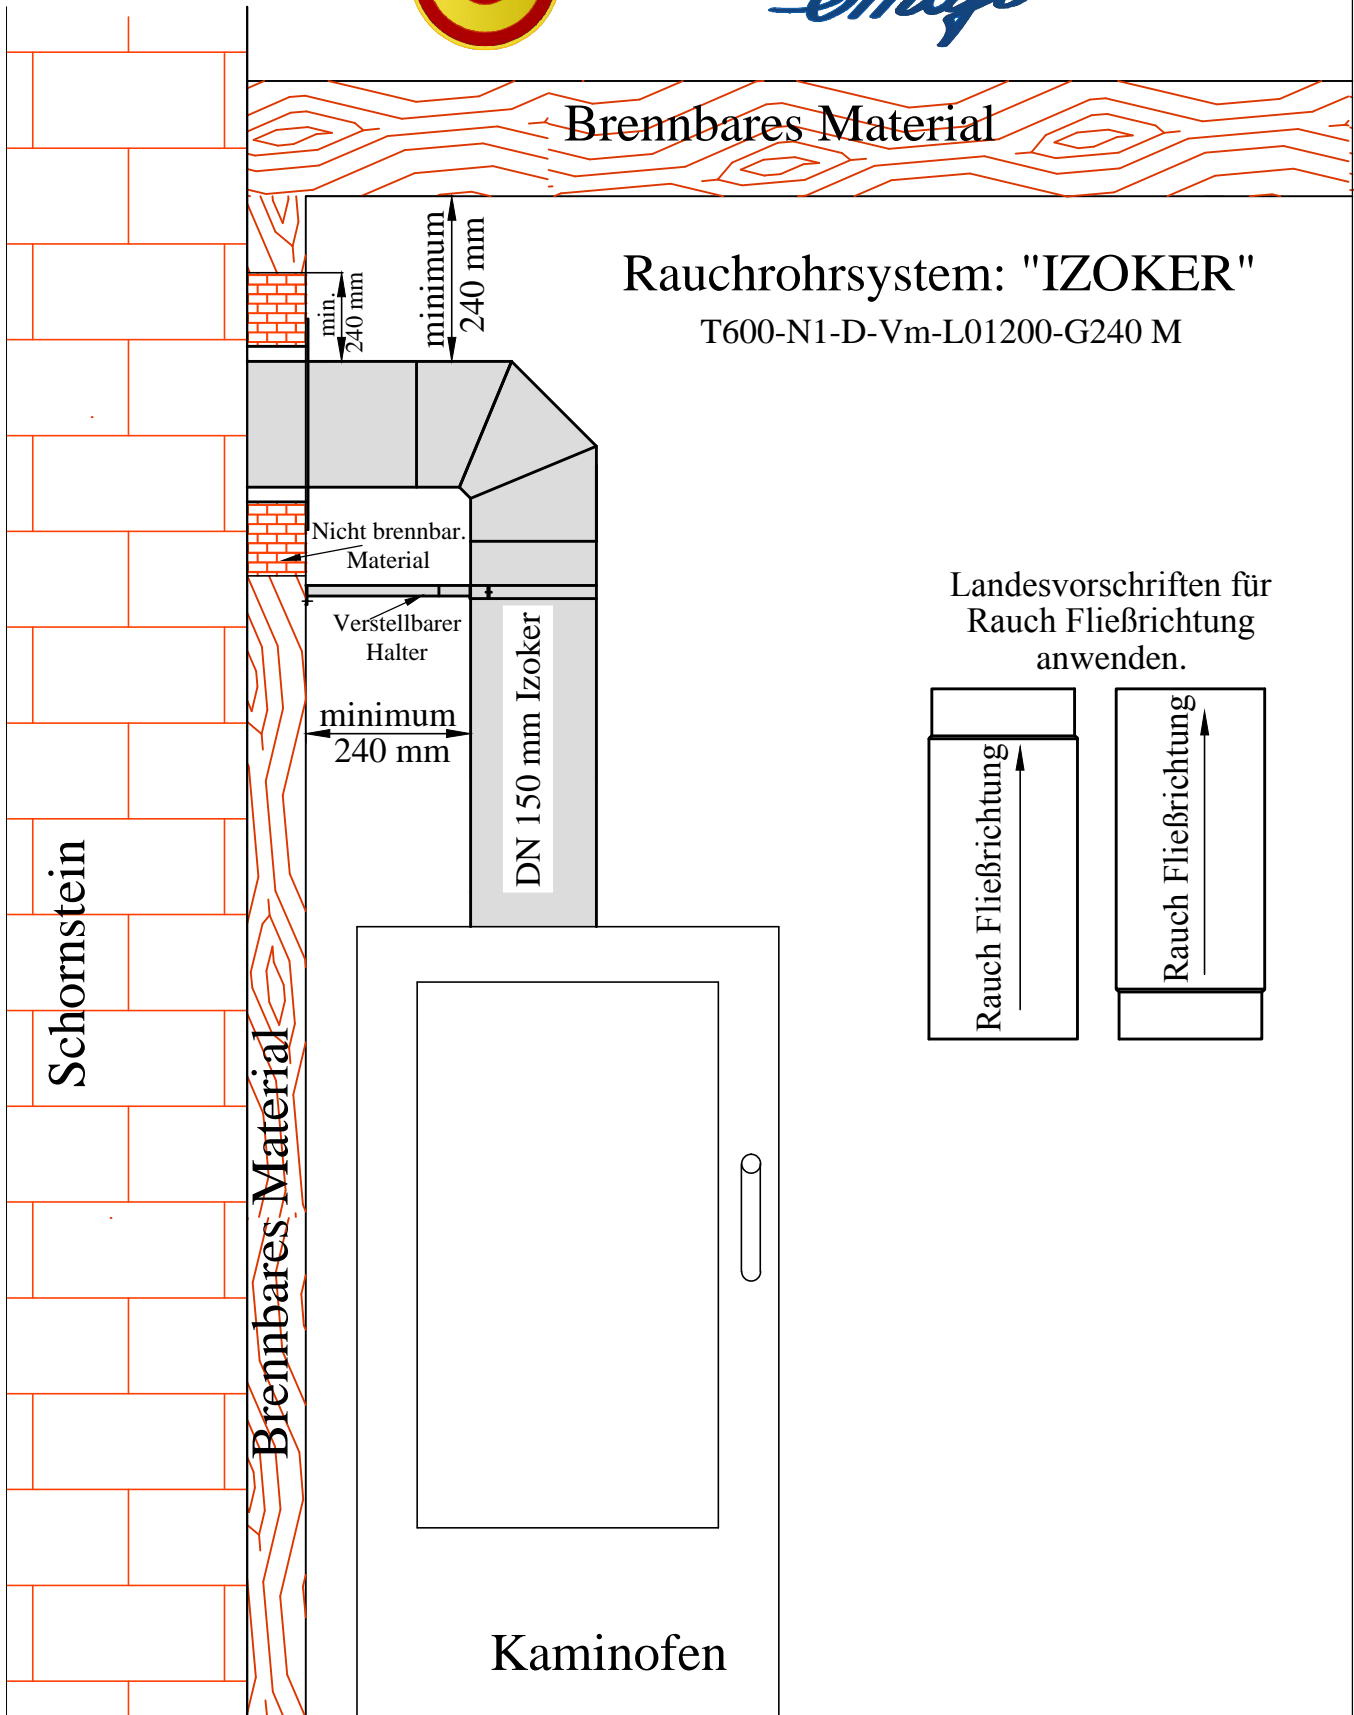 Brennbares Material
minimum
240 mm
min.
240 mm
Rauchrohrsystem: "IZOKER"
T600-N1-D-Vm-L01200-G240 M
Nicht brennbar.
Material
Verstellbarer
Halter
minimum
240 mm
DN 150 mm Izoker
Landesvorschriften für
Rauch Fließrichtung
anwenden.
Rauch Fließrichtung
Rauch Fließrichtung
Schornstein
Brennbares Material
Kaminofen